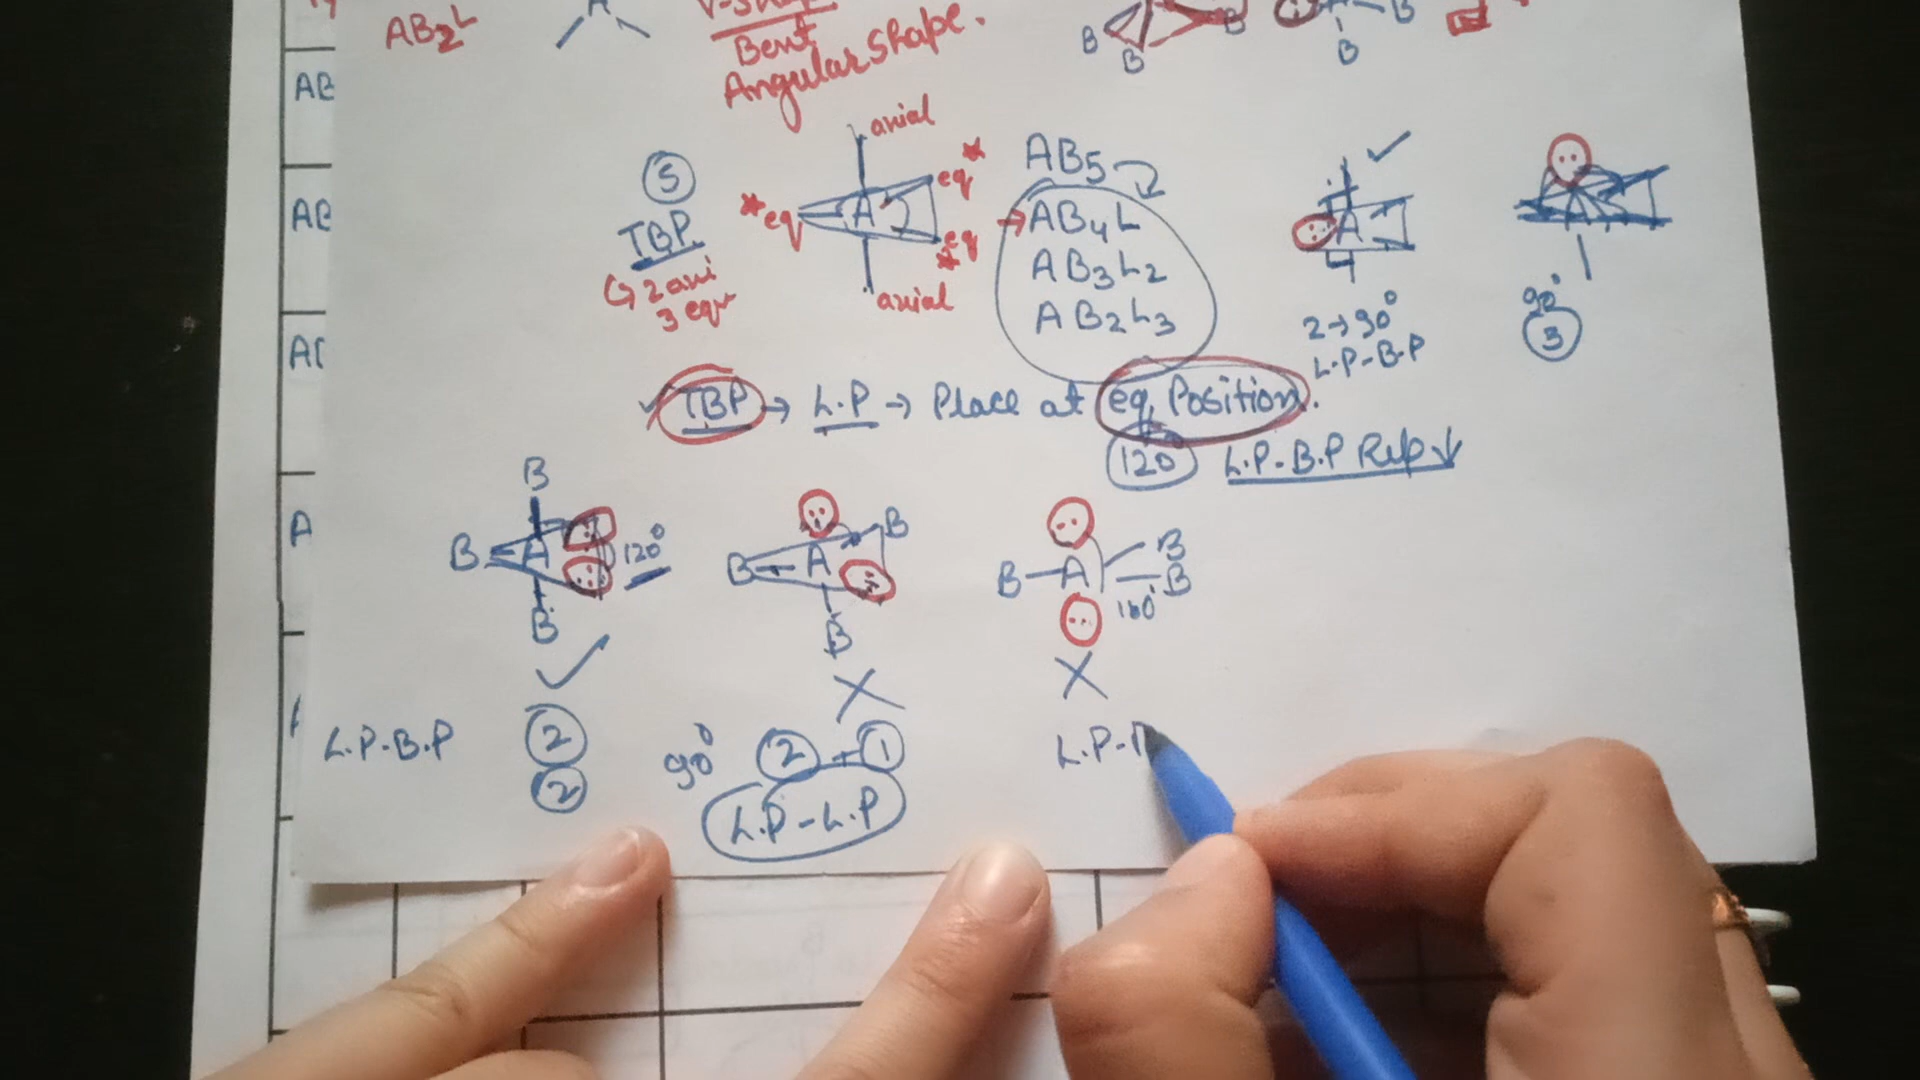 AB2L
V-Shape
Bent
Angular Shape.
B
B
B
B
B
AB
AB
A
5
TBP
2 axi
3 eq
axial
* eq
A
eq *
eq *
axial
AB5
→ AB4L
AB3L2
AB2L3
A
4
2→90°
L.P-B.P
90°
3
TBP → L.P → Place at eq. Position.
120 L.P-B.P Rep↓
B
B A 120°
B
B A B
B
B-A B
B
180°
L.P-B.P
2
2
90° 2 + 1
L.P-L.P
L.P-